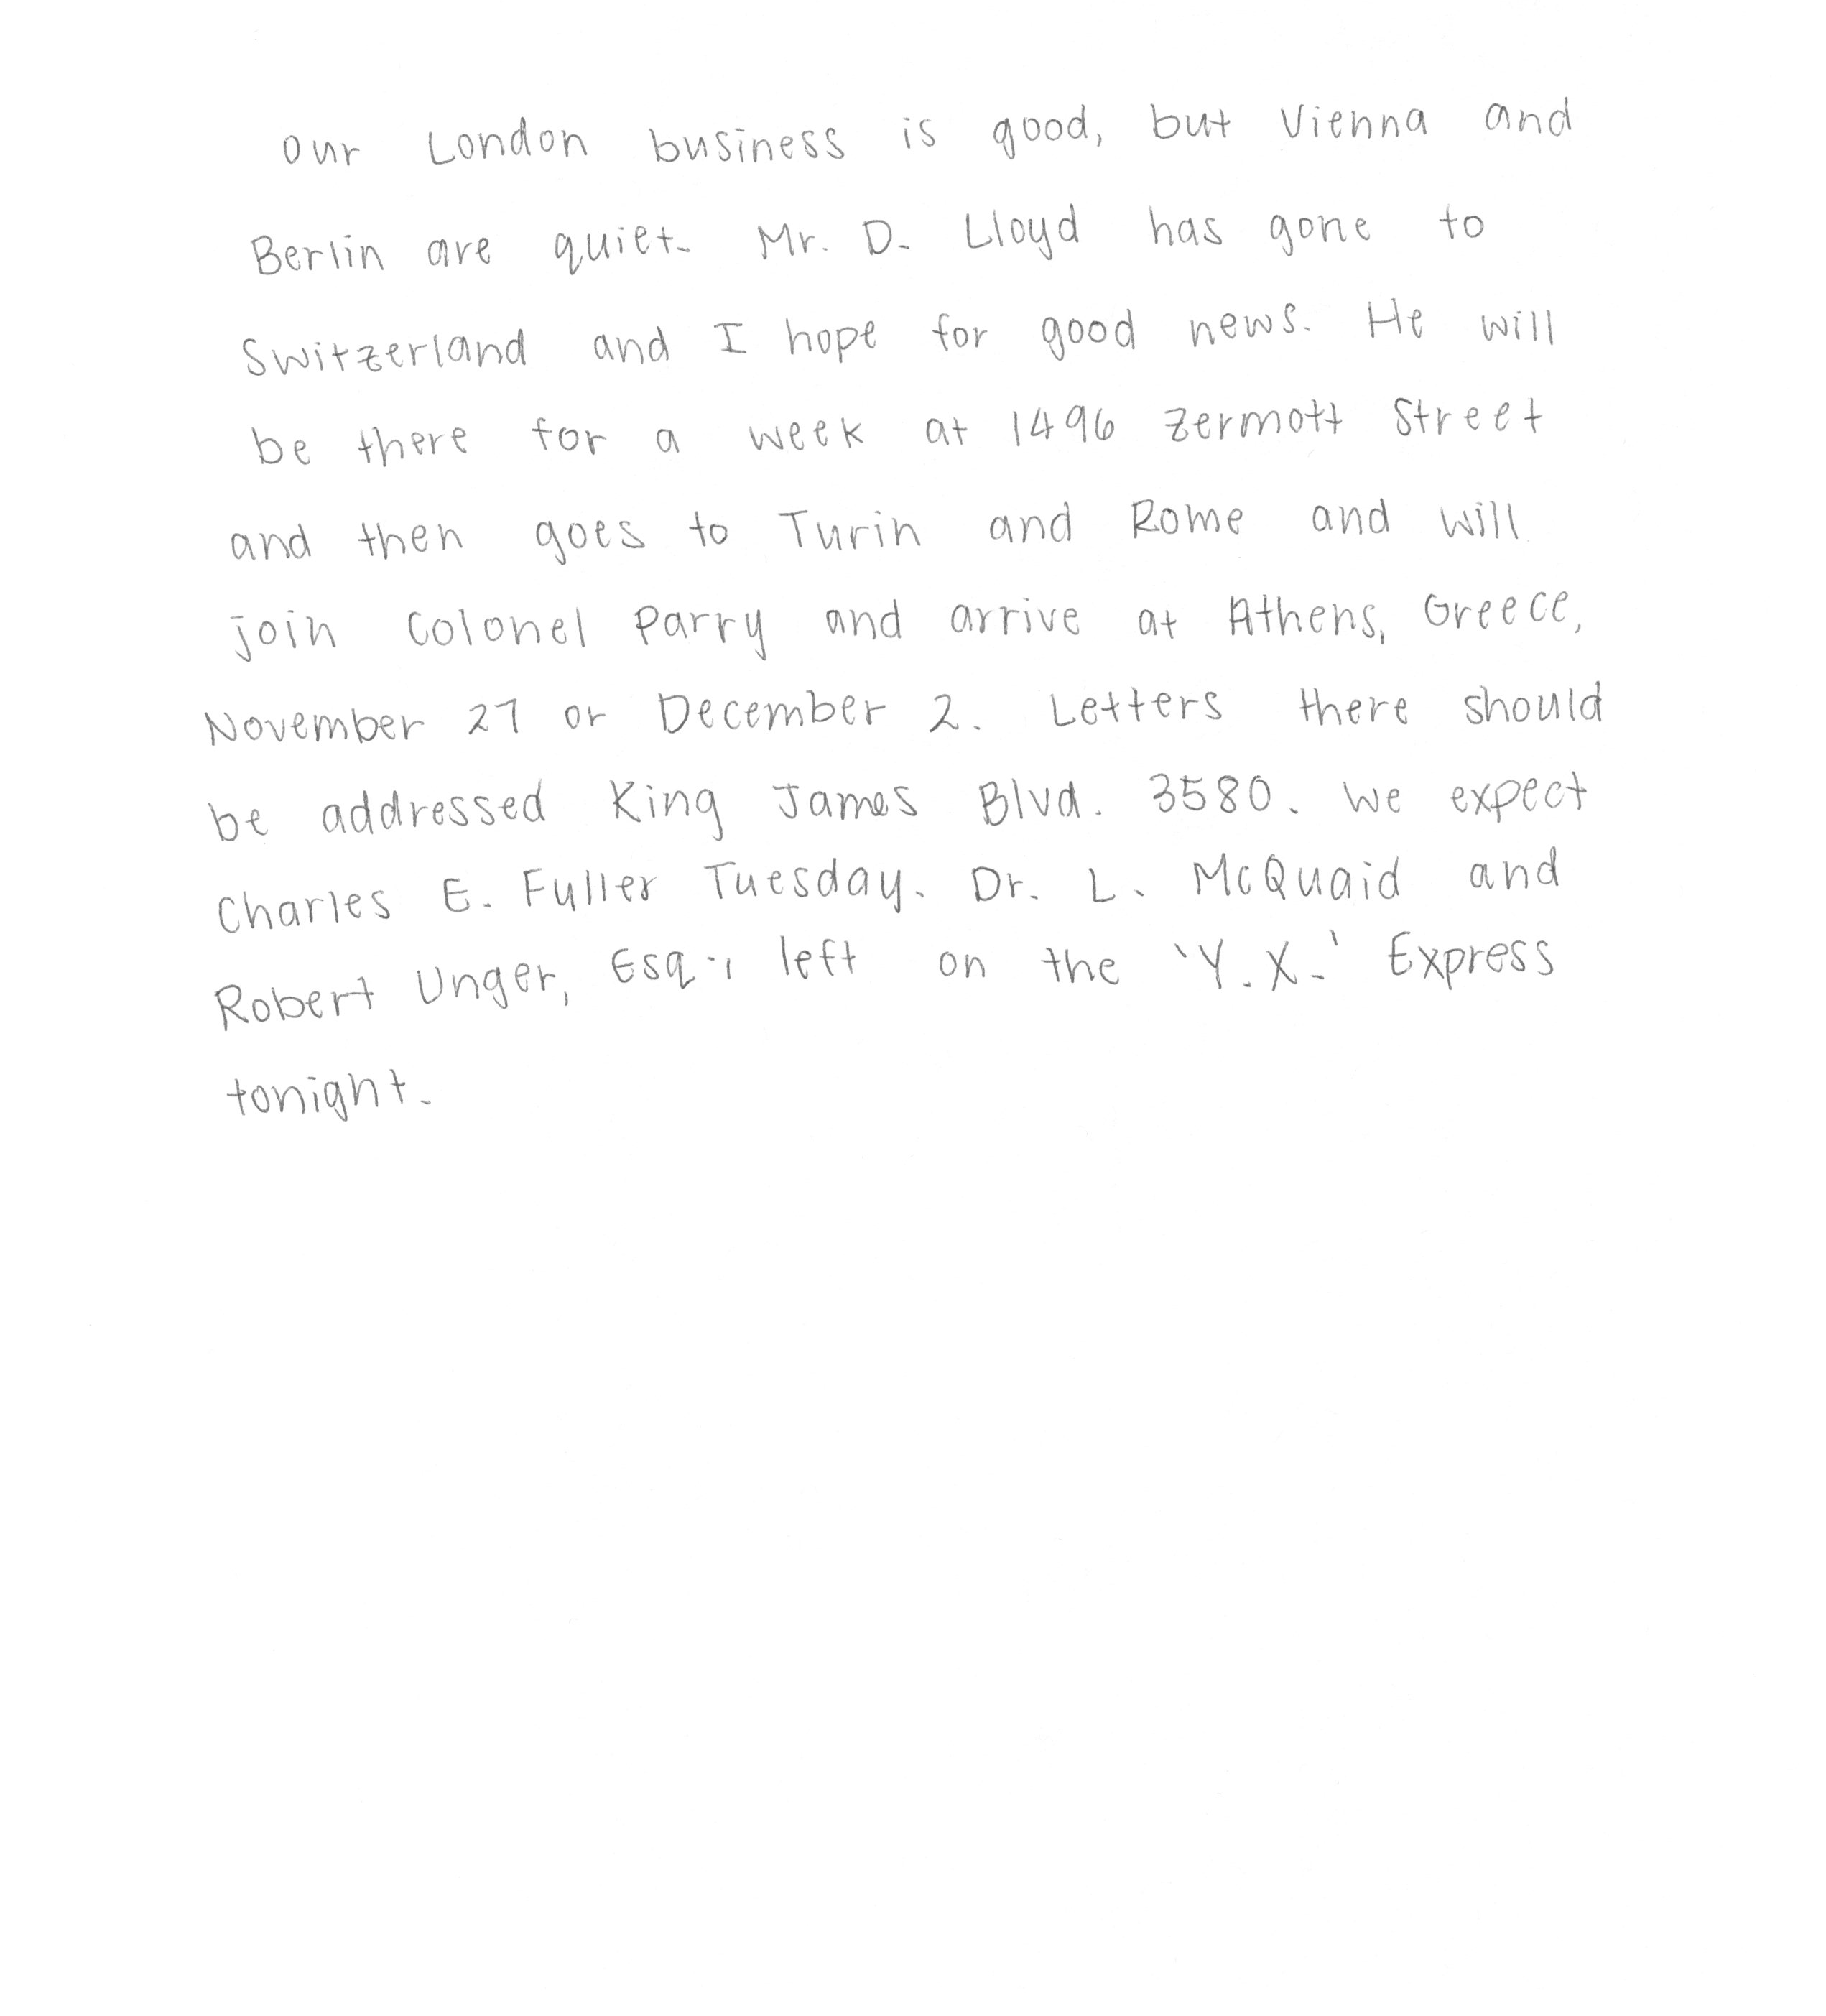 Our London business is good, but Vienna and
Berlin are quiet. Mr. D. Lloyd has gone to
Switzerland and I hope for good news. He will
be there for a week at 1496 Zermott Street
and then goes to Turin and Rome and will
join Colonel Parry and arrive at Athens, Greece,
November 27 or December 2. Letters there should
be addressed King James Blvd. 3580. We expect
Charles E. Fuller Tuesday. Dr. L. McQuaid and
Robert Unger, Esq., left on the 'Y.X.' Express
tonight.